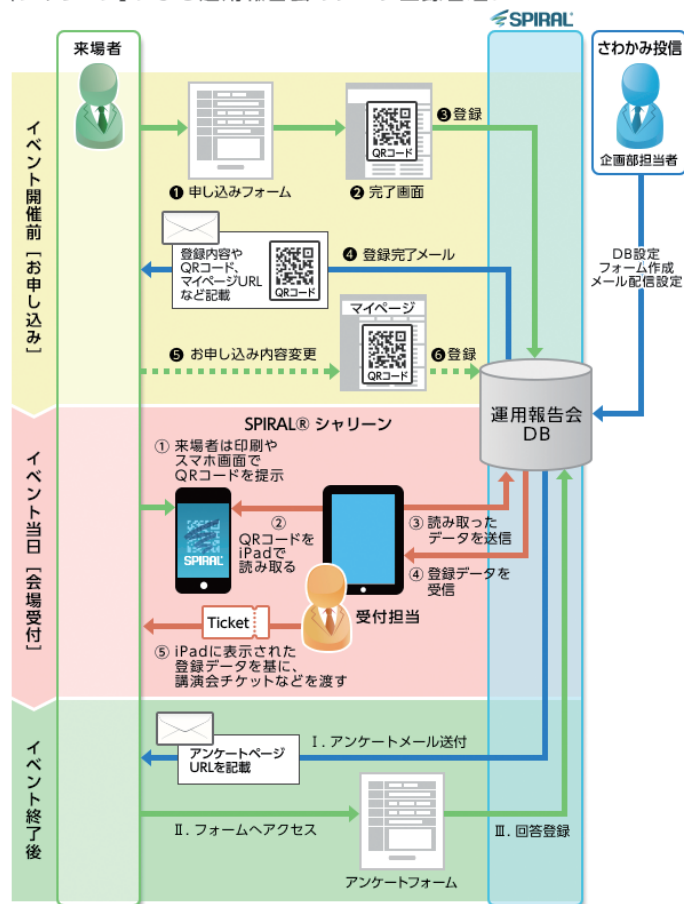 SPIRAL®
来場者
さわかみ投信
企画部担当者
DB設定
フォーム作成
メール配信設定
イベント開催前［お申し込み］
QRコード
❸登録
❶ 申し込みフォーム
❷ 完了画面
登録内容や
QRコード、
マイページURL
など記載
QRコード
❹ 登録完了メール
マイページ
QRコード
❺ お申し込み内容変更
❻登録
運用報告会
DB
イベント当日［会場受付］
SPIRAL® シャリーン
① 来場者は印刷や
スマホ画面で
QRコードを提示
SPIRAL®
②
QRコードを
iPadで
読み取る
③ 読み取った
データを送信
④ 登録データを
受信
受付担当
Ticket
⑤ iPadに表示された
登録データを基に、
講演会チケットなどを渡す
イベント終了後
Ⅰ. アンケートメール送付
アンケートページ
URLを記載
Ⅱ. フォームへアクセス
Ⅲ. 回答登録
アンケートフォーム